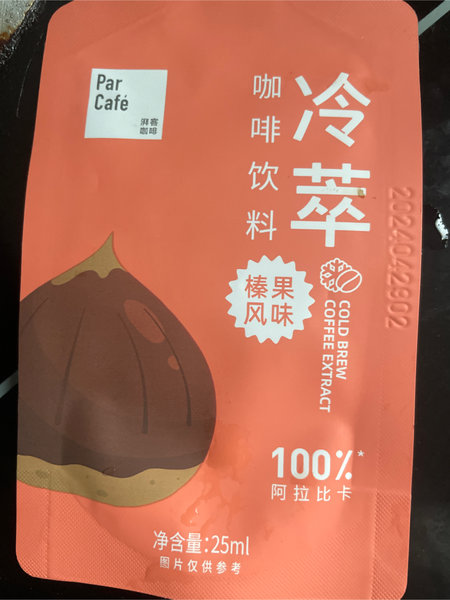 Par
Café
湃客
咖啡
冷萃
咖啡饮料
榛果
风味
COLD BREW
COFFEE EXTRACT
2024042902
100%*
阿拉比卡
净含量:25ml
图片仅供参考